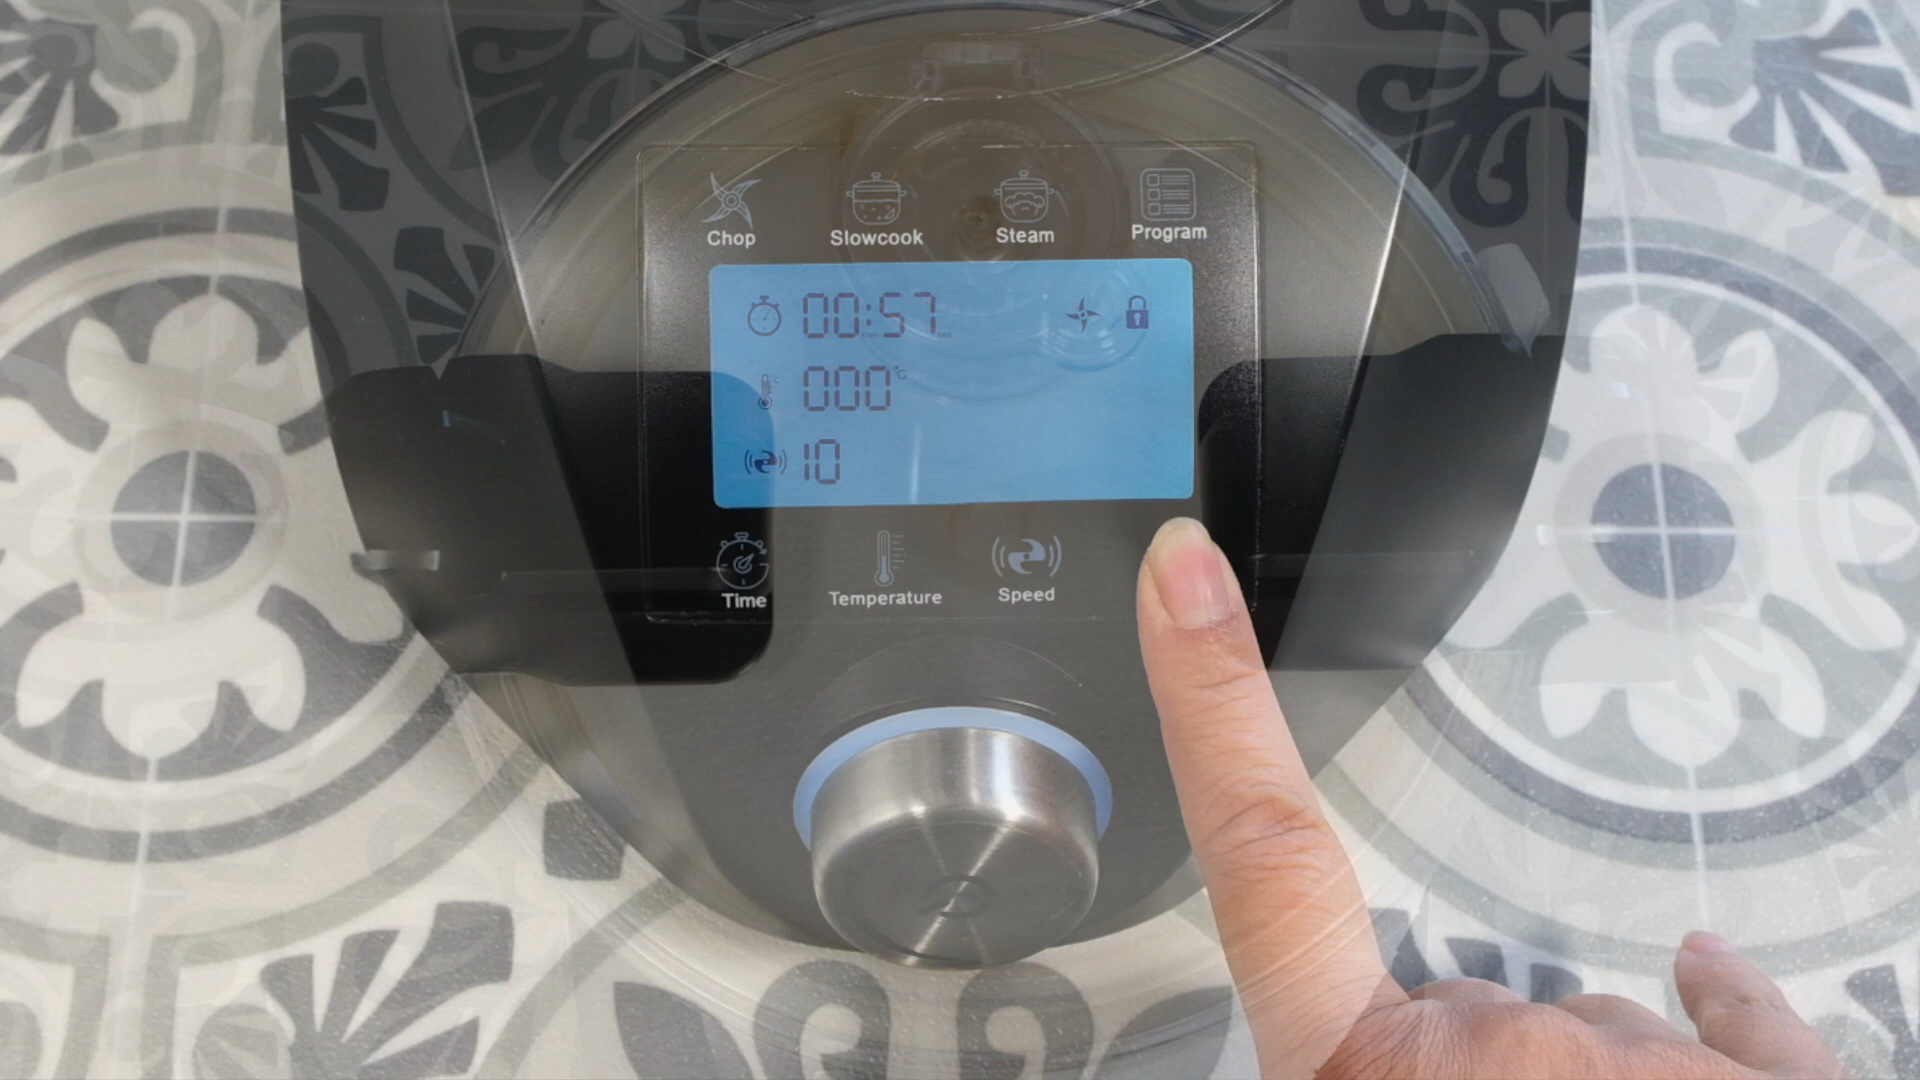 Chop Slowcook Steam Program
00:57
000°C
10
Time Temperature Speed